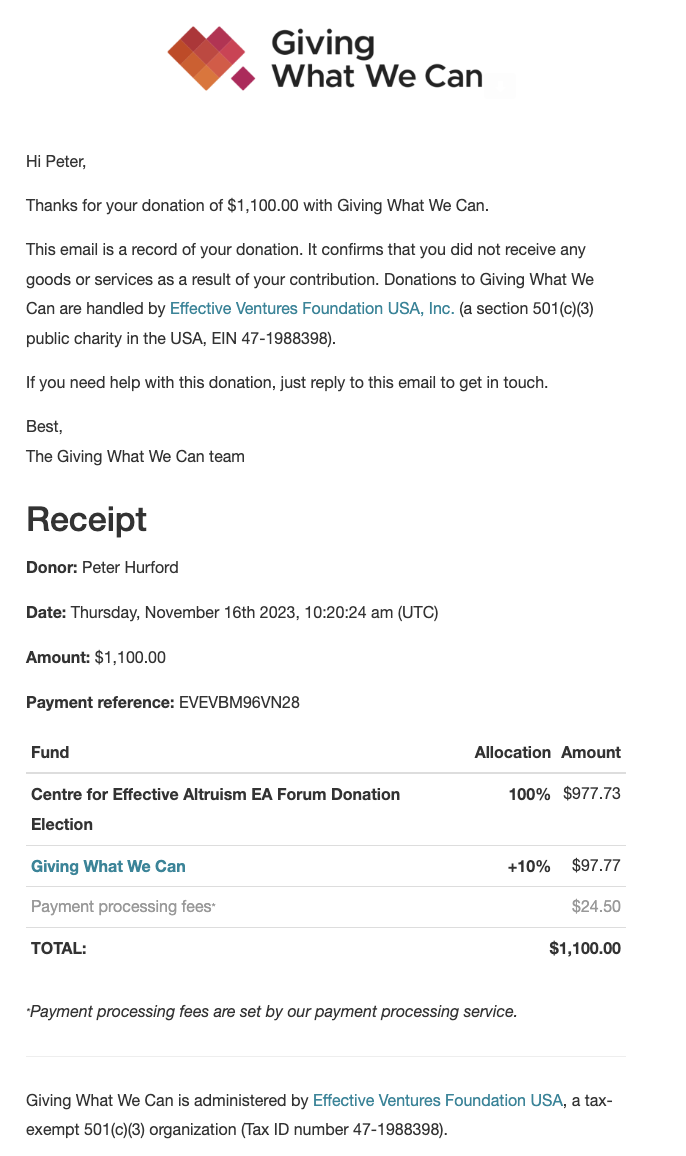 Giving
What We Can
Hi Peter,
Thanks for your donation of $1,100.00 with Giving What We Can.
This email is a record of your donation. It confirms that you did not receive any
goods or services as a result of your contribution. Donations to Giving What We
Can are handled by Effective Ventures Foundation USA, Inc. (a section 501(c)(3)
public charity in the USA, EIN 47-1988398).
If you need help with this donation, just reply to this email to get in touch.
Best,
The Giving What We Can team
Receipt
Donor: Peter Hurford
Date: Thursday, November 16th 2023, 10:20:24 am (UTC)
Amount: $1,100.00
Payment reference: EVEVBM96VN28
Fund Allocation Amount
Centre for Effective Altruism EA Forum Donation 100% $977.73
Election
Giving What We Can +10% $97.77
Payment processing fees* $24.50
TOTAL: $1,100.00
*Payment processing fees are set by our payment processing service.
Giving What We Can is administered by Effective Ventures Foundation USA, a tax-
exempt 501(c)(3) organization (Tax ID number 47-1988398).